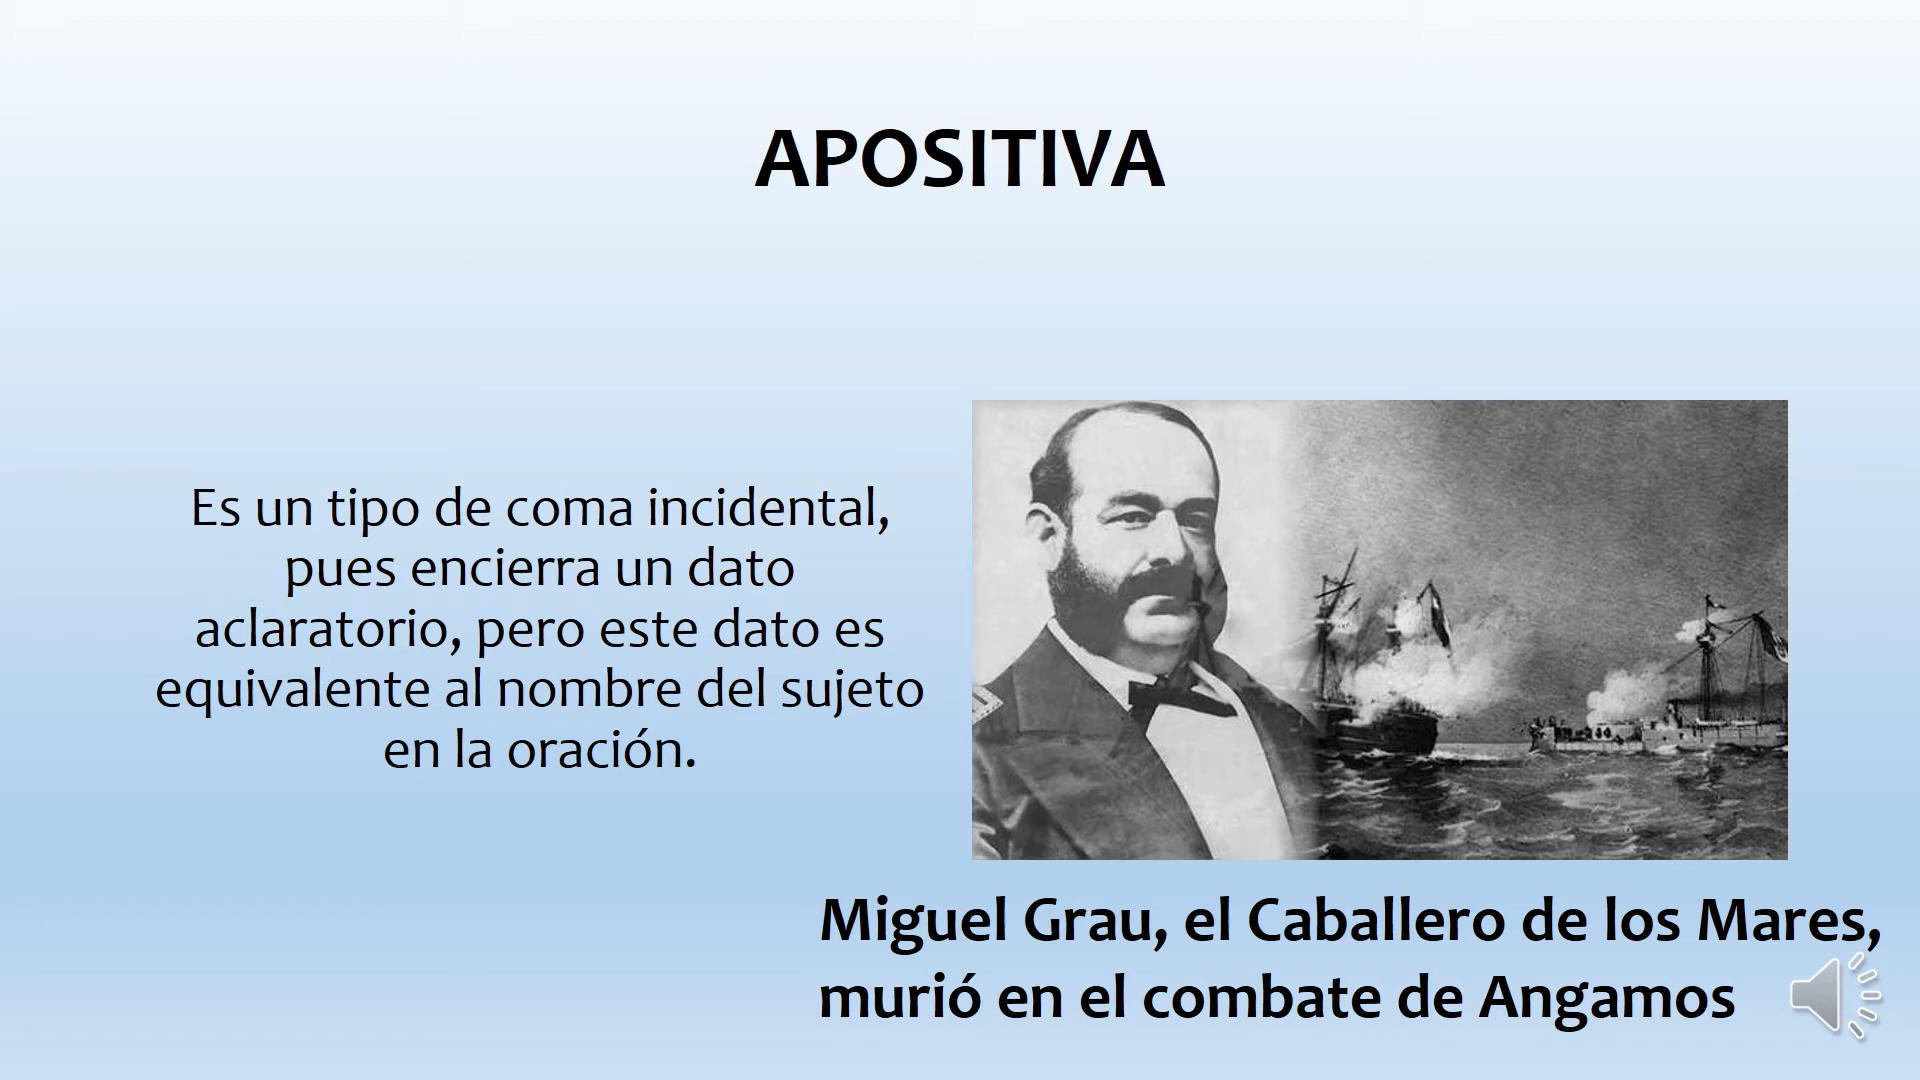 APOSITIVA
Es un tipo de coma incidental,
pues encierra un dato
aclaratorio, pero este dato es
equivalente al nombre del sujeto
en la oración.
Miguel Grau, el Caballero de los Mares,
murió en el combate de Angamos